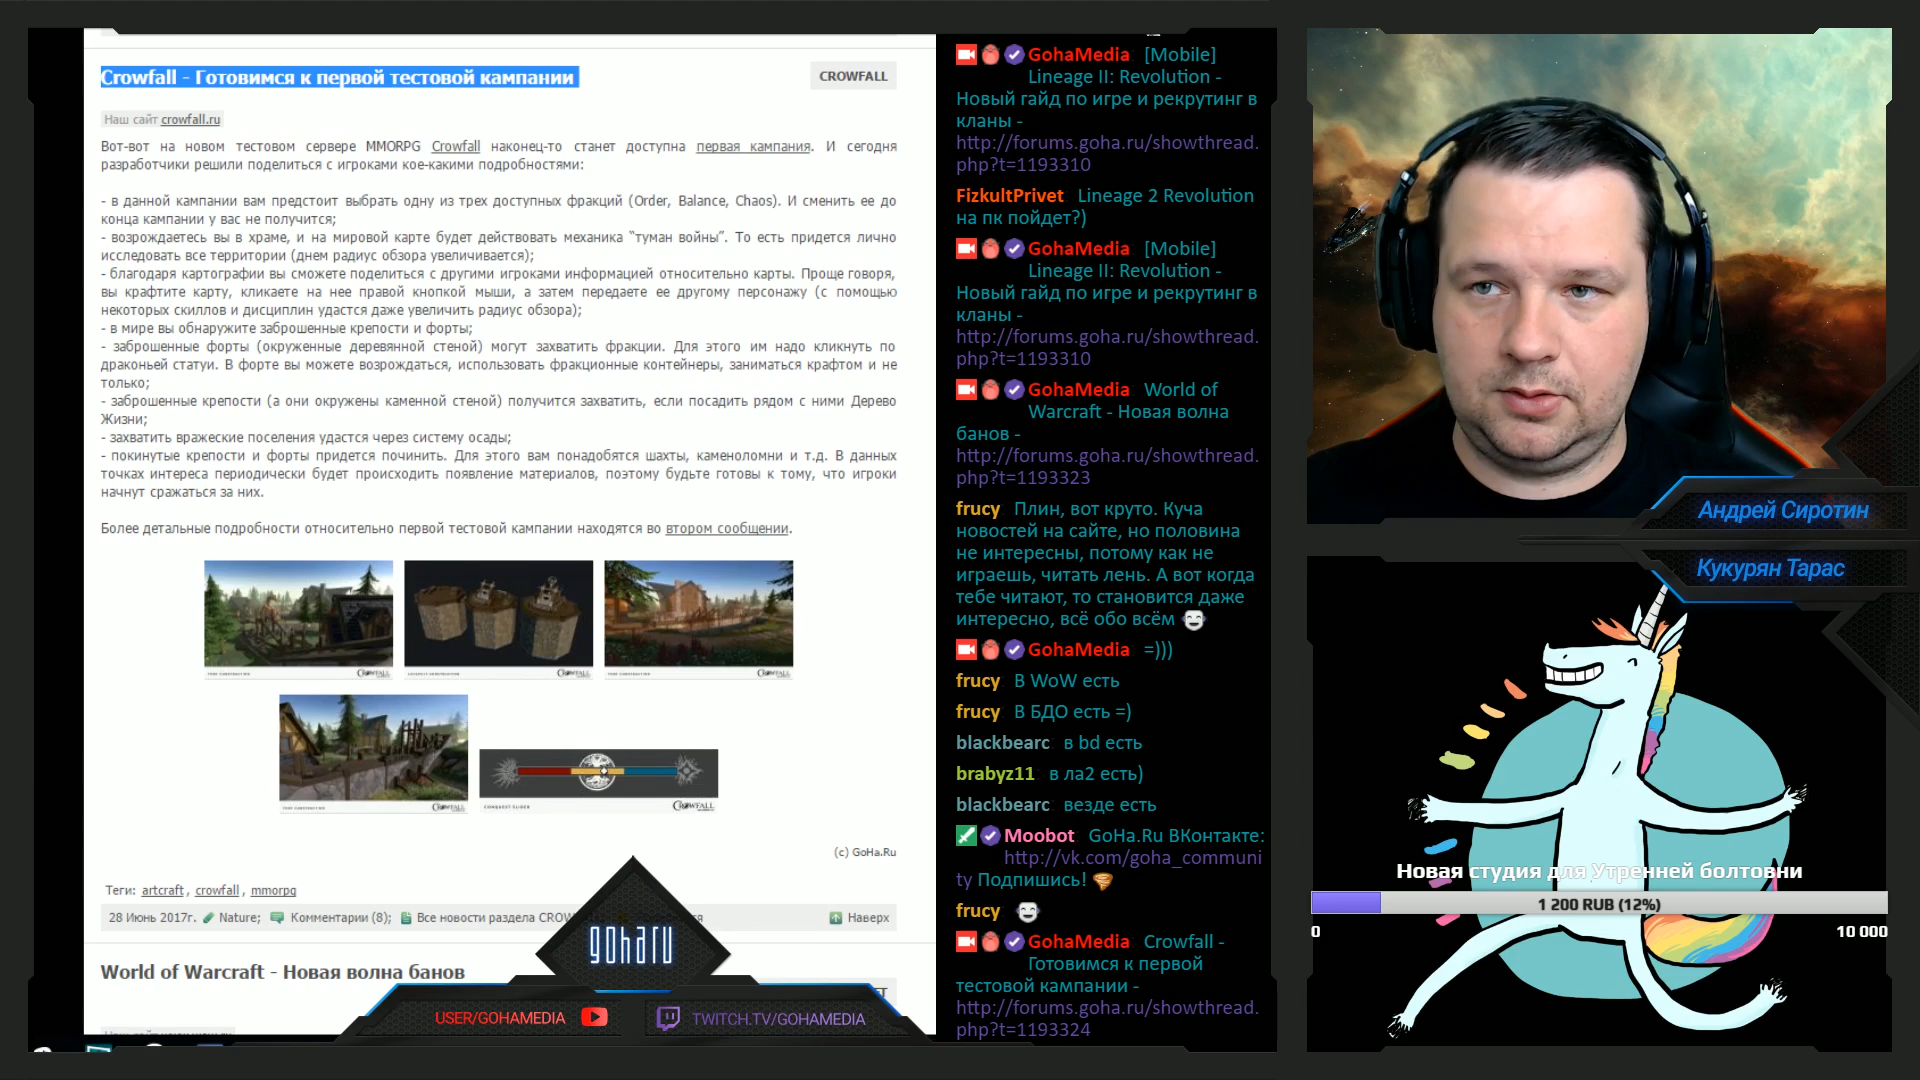 Crowfall - Готовимся к первой тестовой кампании
CROWFALL
Наш сайт crowfall.ru
Вот-вот на новом тестовом сервере MMORPG Crowfall наконец-то станет доступна первая кампания. И сегодня
разработчики решили поделиться с игроками кое-какими подробностями:
- в данной кампании вам предстоит выбрать одну из трех доступных фракций (Order, Balance, Chaos). И сменить ее до
конца кампании у вас не получится;
- возрождаетесь вы в храме, и на мировой карте будет действовать механика "туман войны". То есть придется лично
исследовать все территории (днем радиус обзора увеличивается);
- благодаря картографии вы сможете поделиться с другими игроками информацией относительно карты. Проще говоря,
вы крафтите карту, кликаете на нее правой кнопкой мыши, а затем передаете ее другому персонажу (с помощью
некоторых скиллов и дисциплин удастся даже увеличить радиус обзора);
- в мире вы обнаружите заброшенные крепости и форты;
- заброшенные форты (окруженные деревянной стеной) могут захватить фракции. Для этого им надо кликнуть по
драконьей статуи. В форте вы можете возрождаться, использовать фракционные контейнеры, заниматься крафтом и не
только;
- заброшенные крепости (а они окружены каменной стеной) получится захватить, если посадить рядом с ними Дерево
Жизни;
- захватить вражеские поселения удастся через систему осады;
- покинутые крепости и форты придется починить. Для этого вам понадобятся шахты, каменоломни и т.д. В данных
точках интереса периодически будет происходить появление материалов, поэтому будьте готовы к тому, что игроки
начнут сражаться за них.
Более детальные подробности относительно первой тестовой кампании находятся во втором сообщении.
CROWFALL
CROWFALL
CROWFALL
CROWFALL
CONQUEST SLIDER
CROWFALL
(c) GoHa.Ru
Теги: artcraft , crowfall , mmorpg
28 Июнь 2017г. Nature; Комментарии (8); Все новости раздела CROW
Наверх
World of Warcraft - Новая волна банов
goharu
USER/GOHAMEDIA
TWITCH.TV/GOHAMEDIA
GohaMedia [Mobile]
Lineage II: Revolution -
Новый гайд по игре и рекрутинг в
кланы -
http://forums.goha.ru/showthread.
php?t=1193310
FizkultPrivet Lineage 2 Revolution
на пк пойдет?)
GohaMedia [Mobile]
Lineage II: Revolution -
Новый гайд по игре и рекрутинг в
кланы -
http://forums.goha.ru/showthread.
php?t=1193310
GohaMedia World of
Warcraft - Новая волна
банов -
http://forums.goha.ru/showthread.
php?t=1193323
frucy Плин, вот круто. Куча
новостей на сайте, но половина
не интересны, потому как не
играешь, читать лень. А вот когда
тебе читают, то становится даже
интересно, всё обо всём
GohaMedia =)))
frucy В WoW есть
frucy В БДО есть =)
blackbearc в bd есть
brabyz11 в ла2 есть)
blackbearc везде есть
Moobot GoHa.Ru ВКонтакте:
http://vk.com/goha_communi
ty Подпишись!
frucy
GohaMedia Crowfall -
Готовимся к первой
тестовой кампании -
http://forums.goha.ru/showthread.
php?t=1193324
Андрей Сиротин
Кукурян Тарас
Новая студия для Утренней болтовни
1 200 RUB (12%)
0
10 000